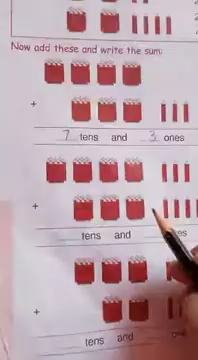 Now add these and write the sum:
+
7 tens and 3 ones
+
tens and
+
tens and